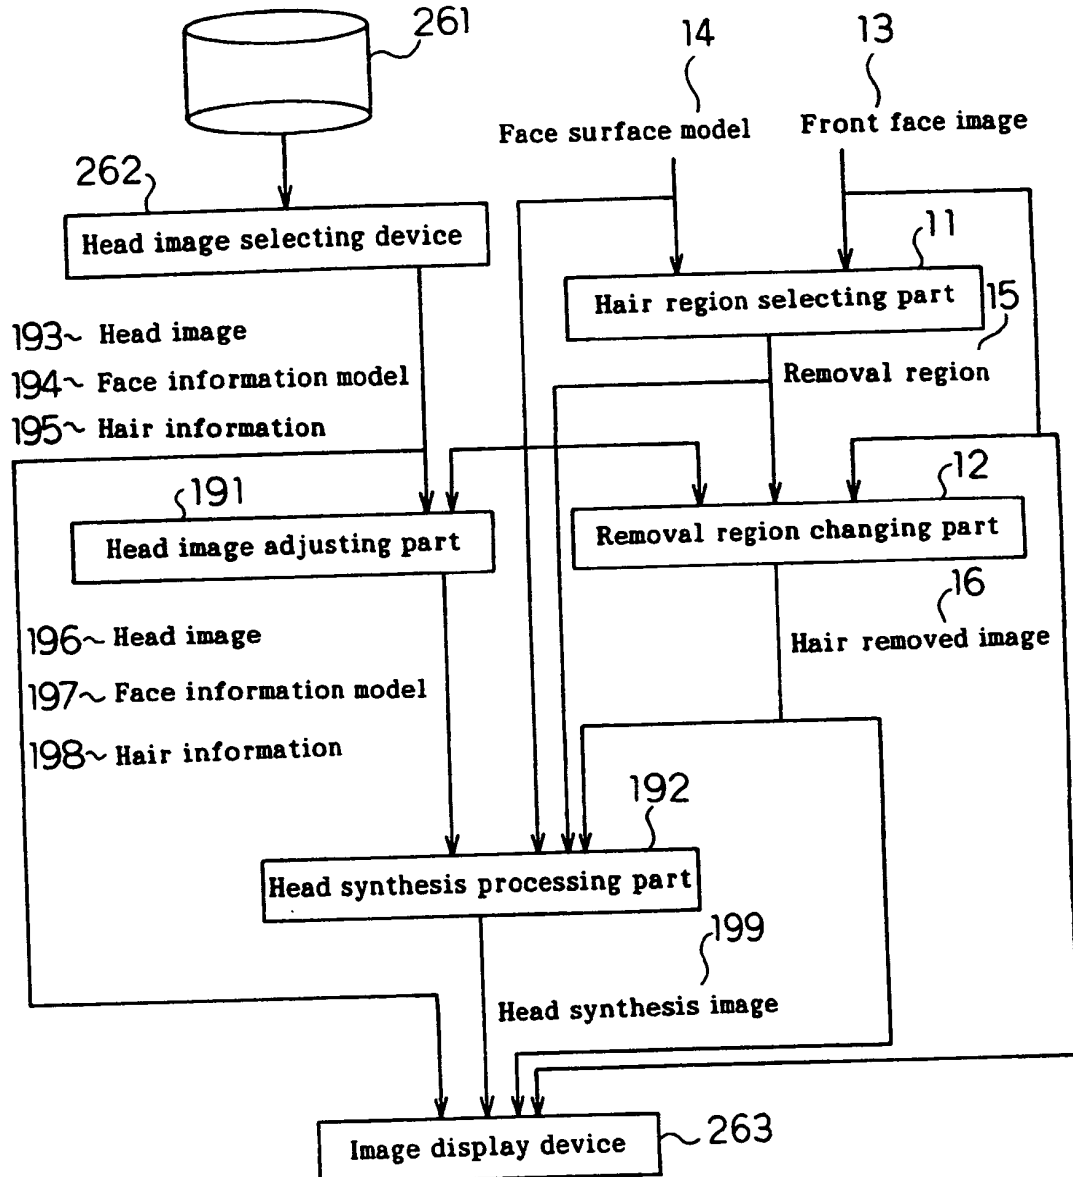 261
14
13
Face surface model
Front face image
262
Head image selecting device
11
Hair region selecting part
15
193~ Head image
Removal region
194~ Face information model
195~ Hair information
191
12
Head image adjusting part
Removal region changing part
16
196~ Head image
Hair removed image
197~ Face information model
198~ Hair information
192
Head synthesis processing part
199
Head synthesis image
Image display device
263